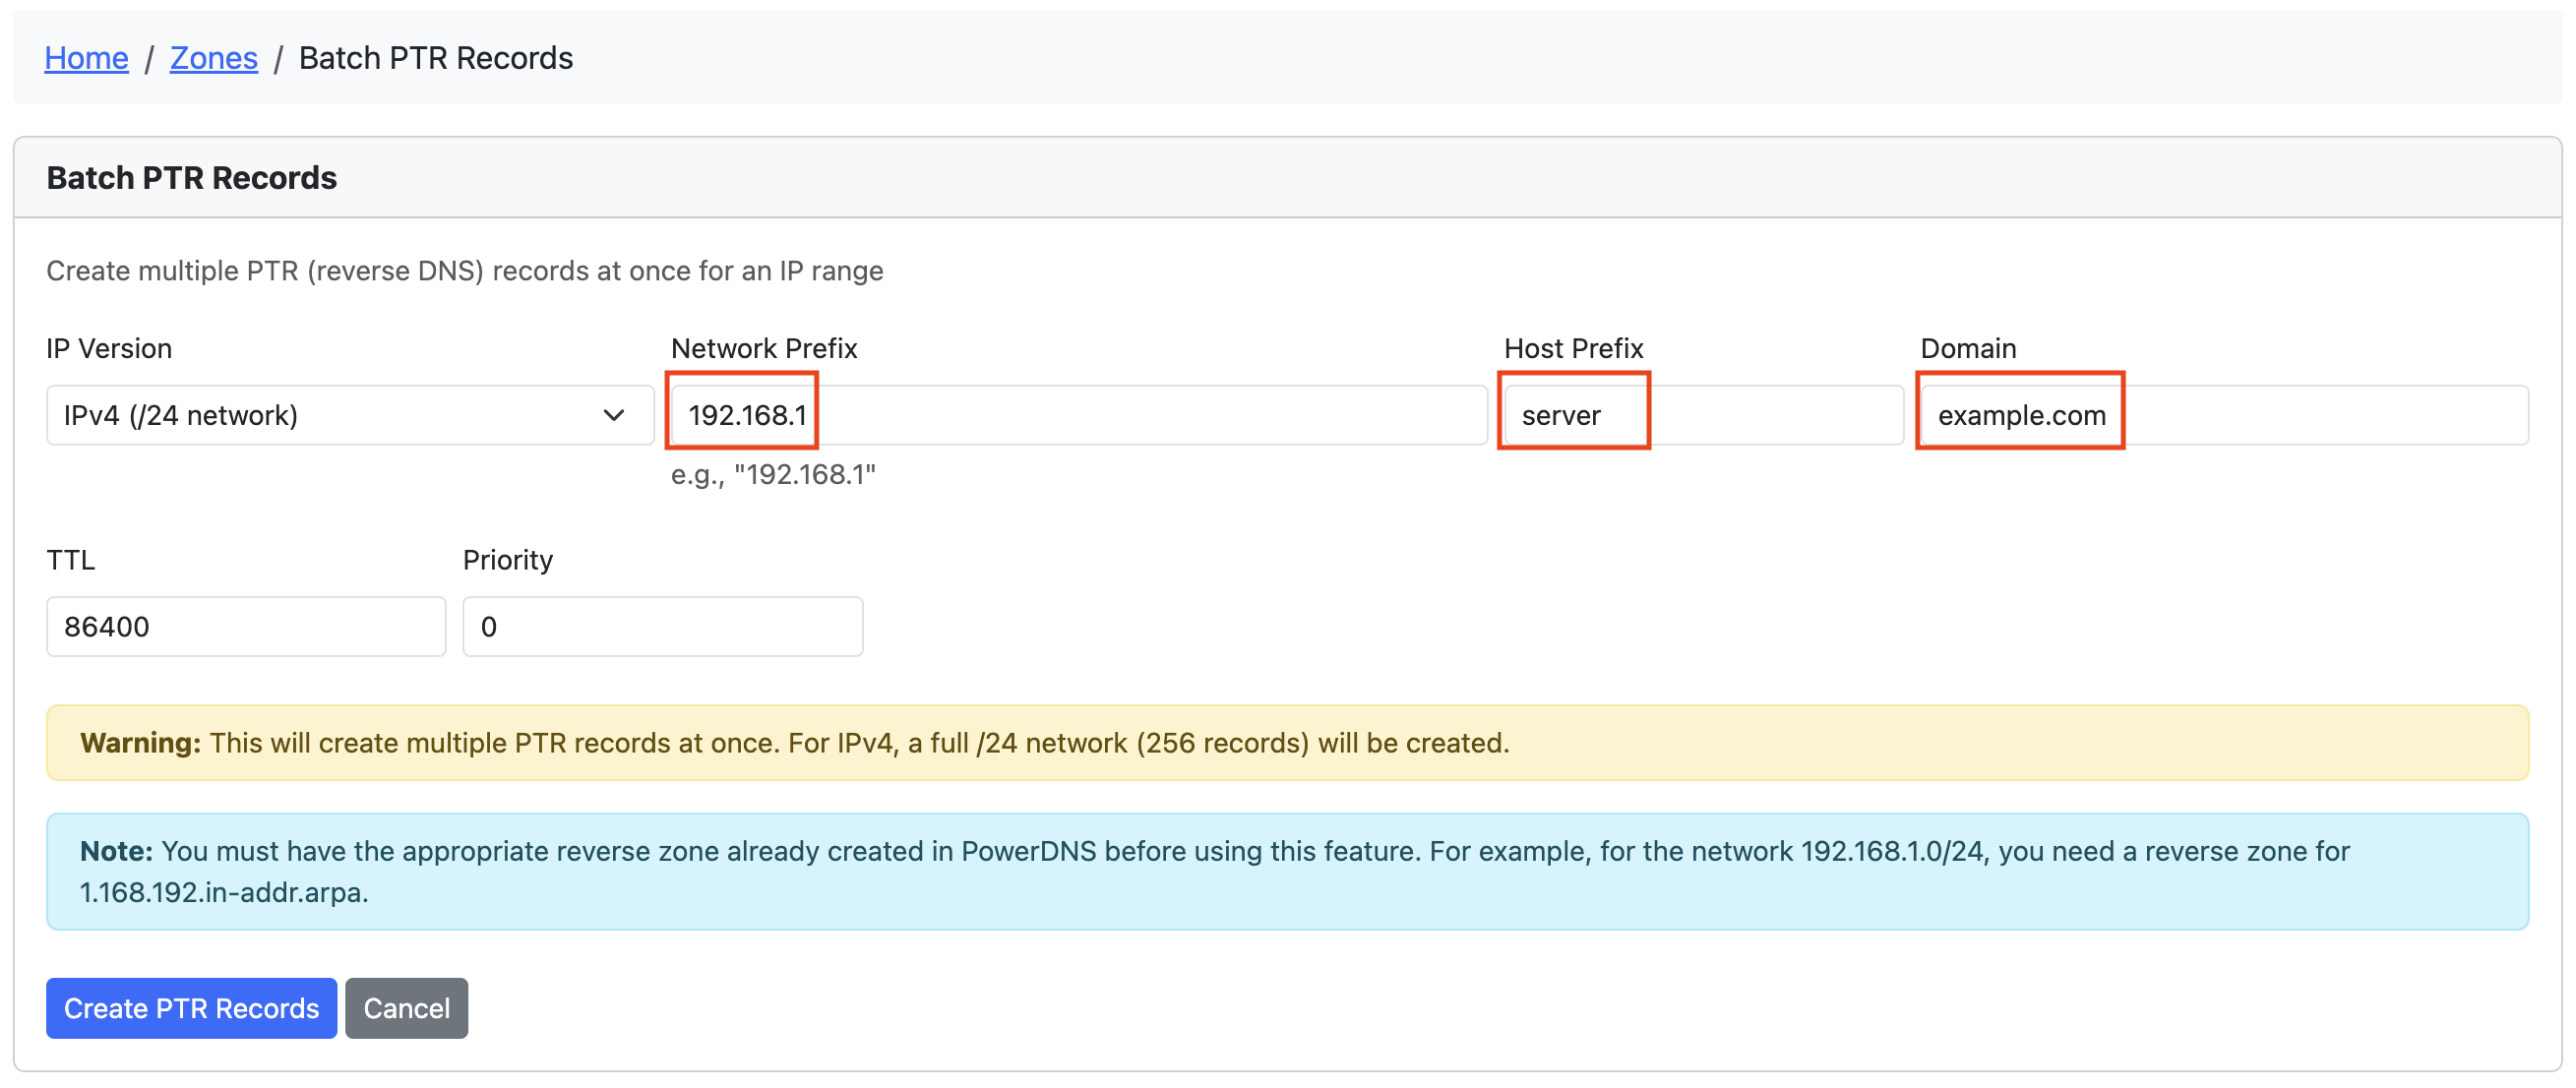 Home / Zones / Batch PTR Records
Batch PTR Records
Create multiple PTR (reverse DNS) records at once for an IP range
IP Version Network Prefix Host Prefix Domain
IPv4 (/24 network) 192.168.1 server example.com
e.g., "192.168.1"
TTL Priority
86400 0
Warning: This will create multiple PTR records at once. For IPv4, a full /24 network (256 records) will be created.
Note: You must have the appropriate reverse zone already created in PowerDNS before using this feature. For example, for the network 192.168.1.0/24, you need a reverse zone for
1.168.192.in-addr.arpa.
Create PTR Records Cancel